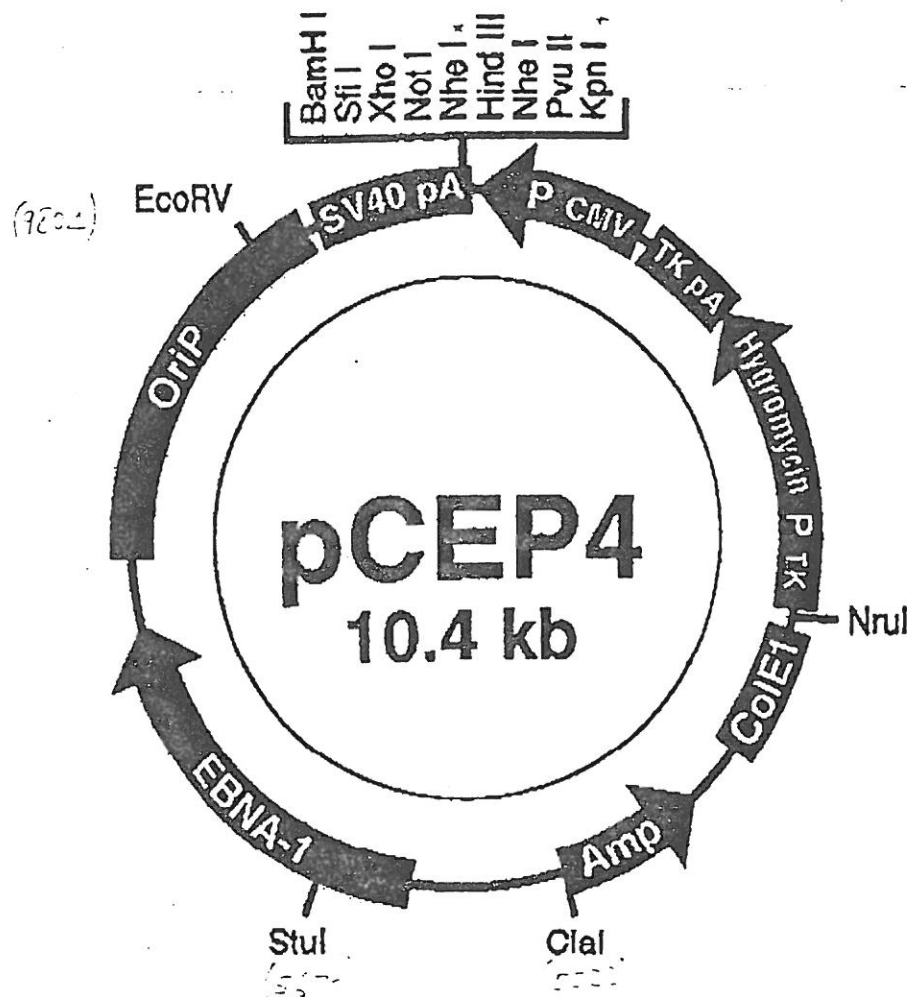 BamH I
Sfi I
Xho I
Not I
Nhe I
Hind III
Nhe I
Pvu II
Kpn I
EcoRV
SV40 pA
P CMV
TK pA
Hygromycin
P TK
NruI
ColE1
Amp
ClaI
StuI
EBNA-1
OriP
pCEP4
10.4 kb